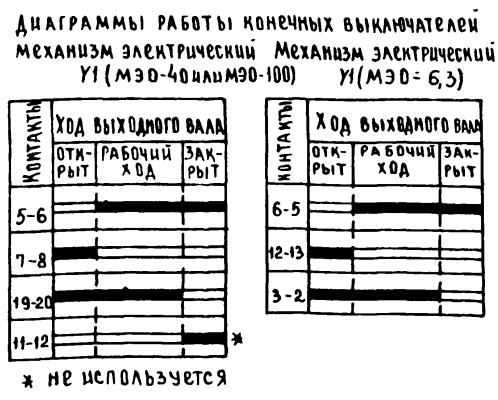 ДИАГРАММЫ РАБОТЫ КОНЕЧНЫХ ВЫКЛЮЧАТЕЛЕЙ
МЕХАНИЗМ ЭЛЕКТРИЧЕСКИЙ
Y1 (МЭО-40 или МЭО-100)
КОНТАКТЫ
ХОД ВЫХОДНОГО ВАЛА
ОТК-
РЫТ
РАБОЧИЙ
ХОД
ЗАК-
РЫТ
5-6
7-8
19-20
11-12
*
* НЕ ИСПОЛЬЗУЕТСЯ
МЕХАНИЗМ ЭЛЕКТРИЧЕСКИЙ
Y1 (МЭО-6,3)
КОНТАКТЫ
ХОД ВЫХОДНОГО ВАЛА
ОТК-
РЫТ
РАБОЧИЙ
ХОД
ЗАК-
РЫТ
6-5
12-13
3-2